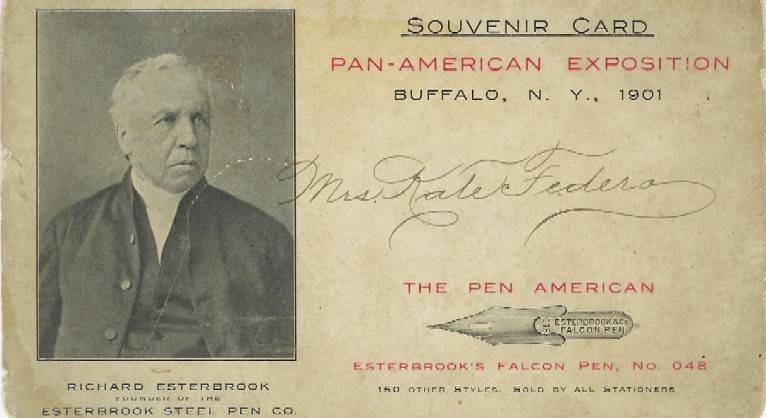 SOUVENIR CARD
PAN-AMERICAN EXPOSITION
BUFFALO, N. Y., 1901
Mrs. Kate Federo
THE PEN AMERICAN
ESTERBROOK & Co.
FALCON PEN.
ESTERBROOK'S FALCON PEN, No. 048
150 OTHER STYLES. SOLD BY ALL STATIONERS
RICHARD ESTERBROOK
FOUNDER OF THE
ESTERBROOK STEEL PEN CO.